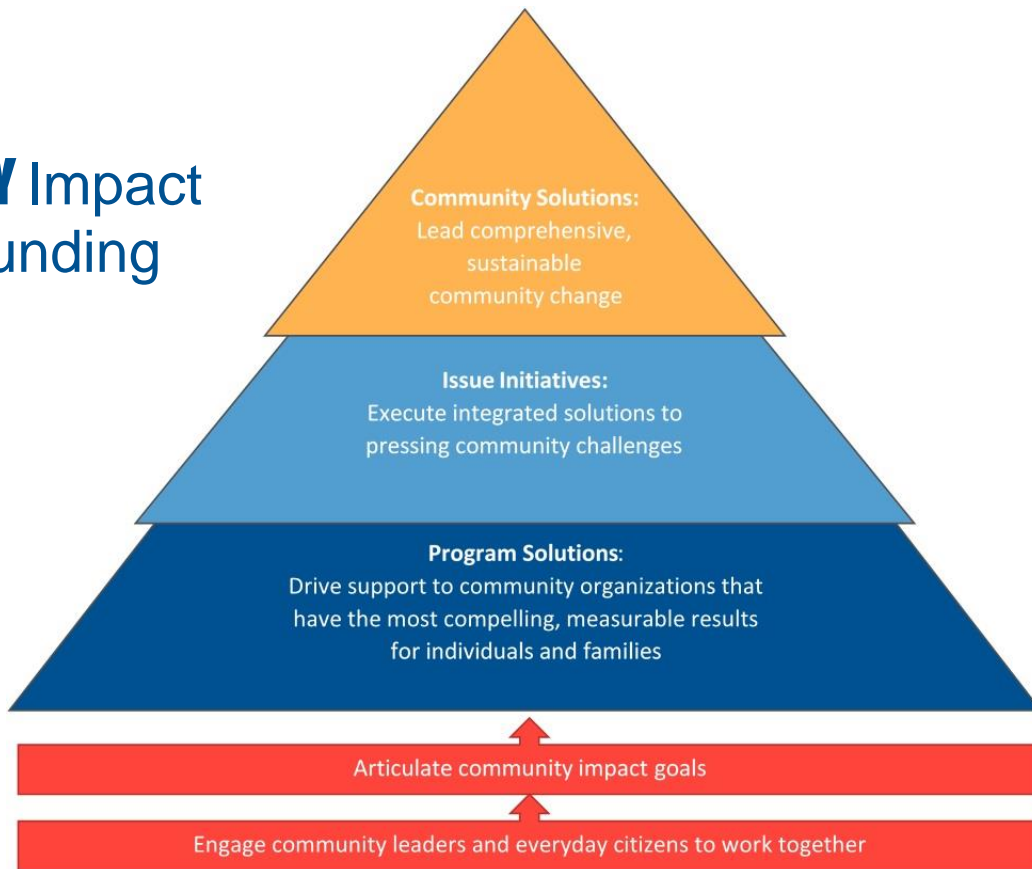 Impact
Community Solutions:
Lead comprehensive,
sustainable
community change
Issue Initiatives:
Execute integrated solutions to
pressing community challenges
Program Solutions:
Drive support to community organizations that
have the most compelling, measurable results
for individuals and families
Articulate community impact goals
Engage community leaders and everyday citizens to work together